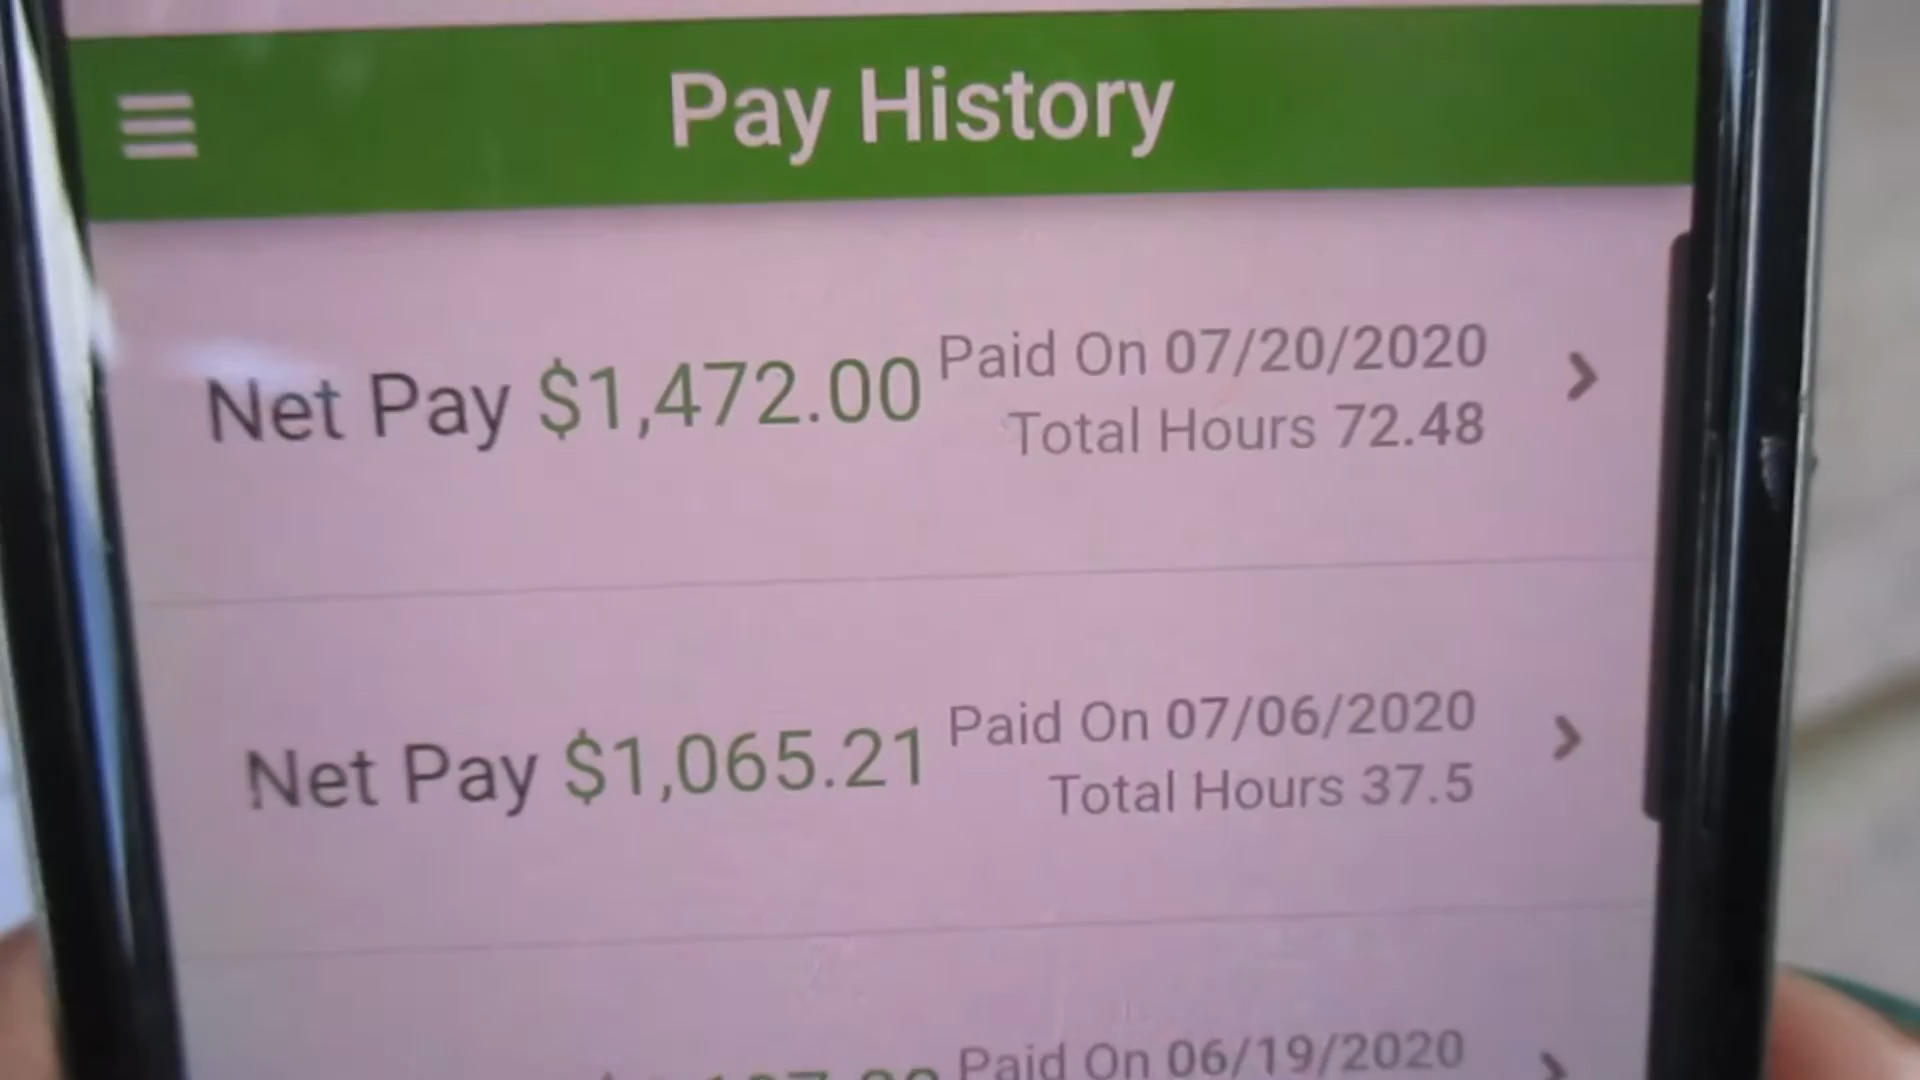 Pay History
Net Pay $1,472.00
Paid On 07/20/2020
Total Hours 72.48
Net Pay $1,065.21
Paid On 07/06/2020
Total Hours 37.5
Paid On 06/19/2020